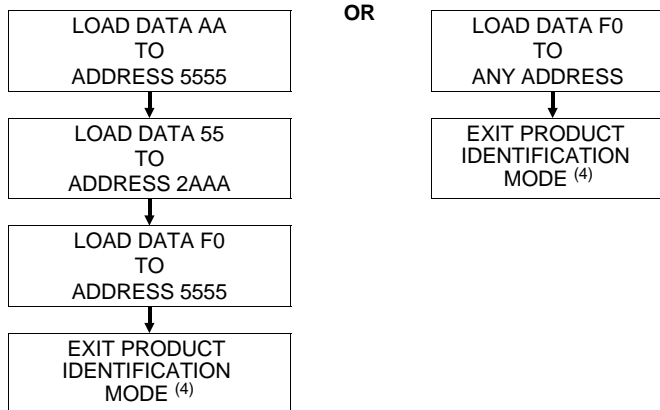 LOAD DATA AA
TO
ADDRESS 5555
LOAD DATA 55
TO
ADDRESS 2AAA
LOAD DATA F0
TO
ADDRESS 5555
EXIT PRODUCT
IDENTIFICATION
MODE (4)
OR
LOAD DATA F0
TO
ANY ADDRESS
EXIT PRODUCT
IDENTIFICATION
MODE (4)